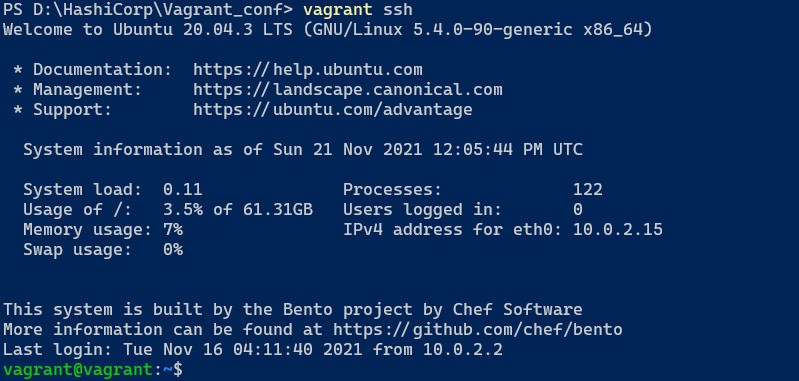 PS D:\HashiCorp\Vagrant_conf> vagrant ssh
Welcome to Ubuntu 20.04.3 LTS (GNU/Linux 5.4.0-90-generic x86_64)
* Documentation:  https://help.ubuntu.com
* Management:     https://landscape.canonical.com
* Support:        https://ubuntu.com/advantage
System information as of Sun 21 Nov 2021 12:05:44 PM UTC
System load:  0.11               Processes:             122
Usage of /:   3.5% of 61.31GB   Users logged in:       0
Memory usage: 7%                IPv4 address for eth0: 10.0.2.15
Swap usage:   0%
This system is built by the Bento project by Chef Software
More information can be found at https://github.com/chef/bento
Last login: Tue Nov 16 04:11:40 2021 from 10.0.2.2
vagrant@vagrant:~$